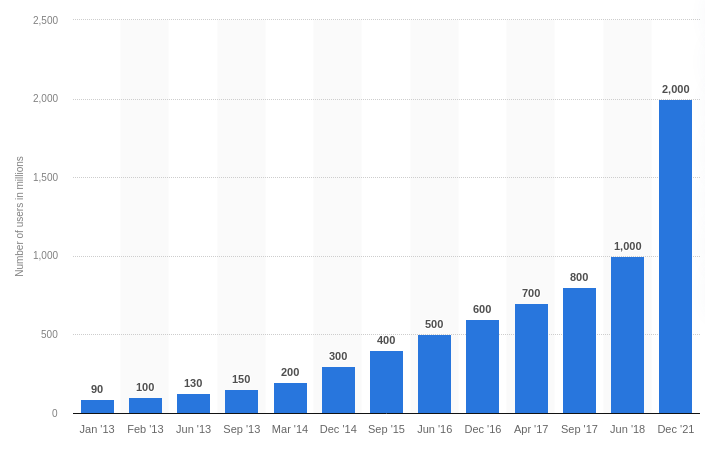 2,500
2,000
1,500
1,000
500
0
Number of users in millions
90
100
130
150
200
300
400
500
600
700
800
1,000
2,000
Jan '13
Feb '13
Jun '13
Sep '13
Mar '14
Dec '14
Sep '15
Jun '16
Dec '16
Apr '17
Sep '17
Jun '18
Dec '21